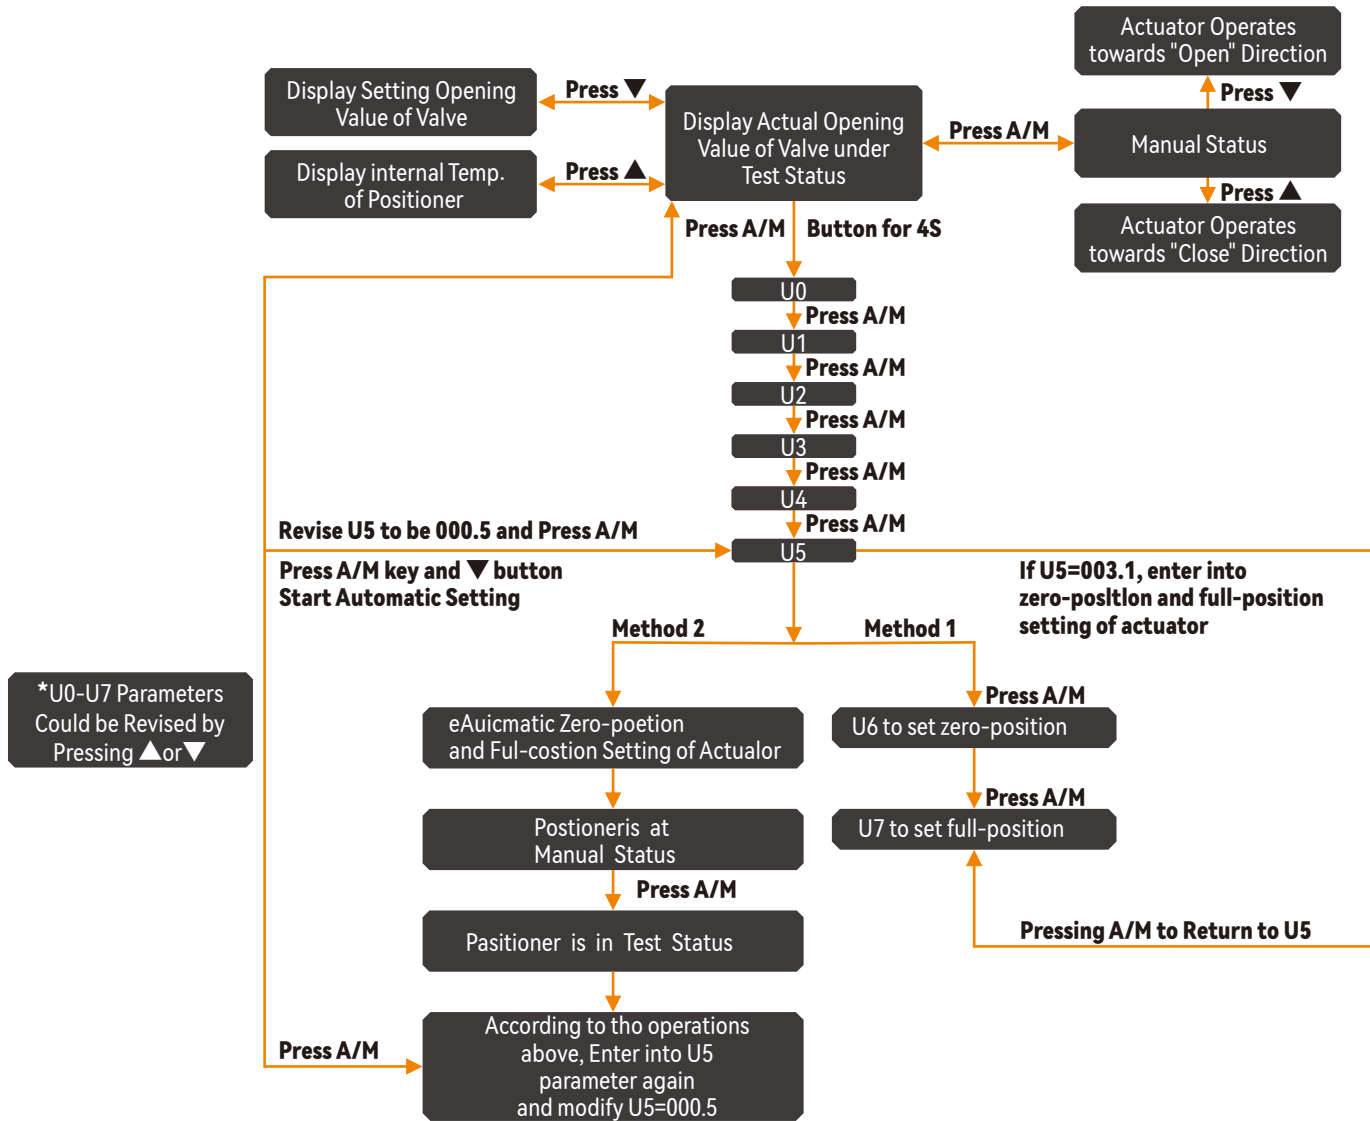 Actuator Operates
towards "Open" Direction
Press ▼
Display Setting Opening
Value of Valve
Press ▼
Display Actual Opening
Value of Valve under
Test Status
Press A/M
Manual Status
Display internal Temp.
of Positioner
Press ▲
Press ▲
Actuator Operates
towards "Close" Direction
Press A/M Button for 4S
U0
Press A/M
U1
Press A/M
U2
Press A/M
U3
Press A/M
U4
Press A/M
Revise U5 to be 000.5 and Press A/M
U5
Press A/M key and ▼ button
Start Automatic Setting
If U5=003.1, enter into
zero-posltlon and full-position
setting of actuator
Method 2
Method 1
*U0-U7 Parameters
Could be Revised by
Pressing ▲or▼
eAuicmatic Zero-poetion
and Ful-costion Setting of Actualor
Press A/M
U6 to set zero-position
Press A/M
U7 to set full-position
Postioneris at
Manual Status
Press A/M
Pasitioner is in Test Status
Pressing A/M to Return to U5
Press A/M
According to tho operations
above, Enter into U5
parameter again
and modify U5=000.5